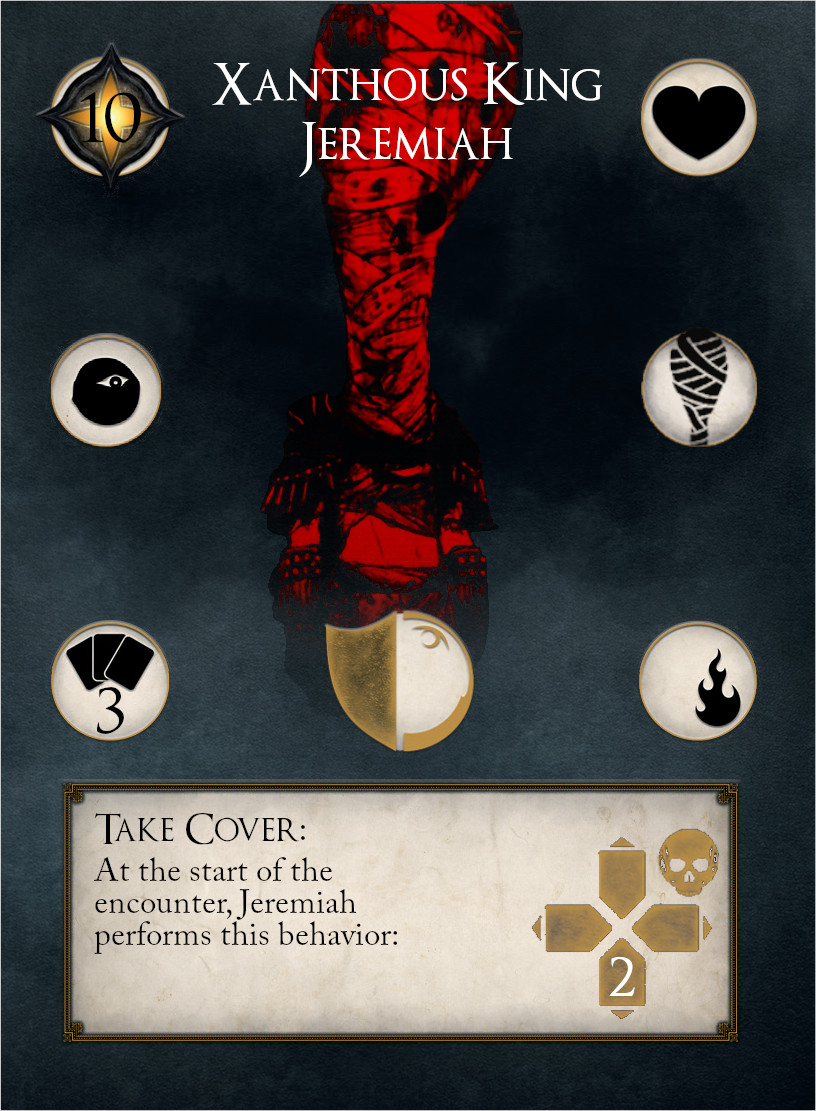 10
Xanthous King
Jeremiah
3
Take Cover:
At the start of the
encounter, Jeremiah
performs this behavior:
2